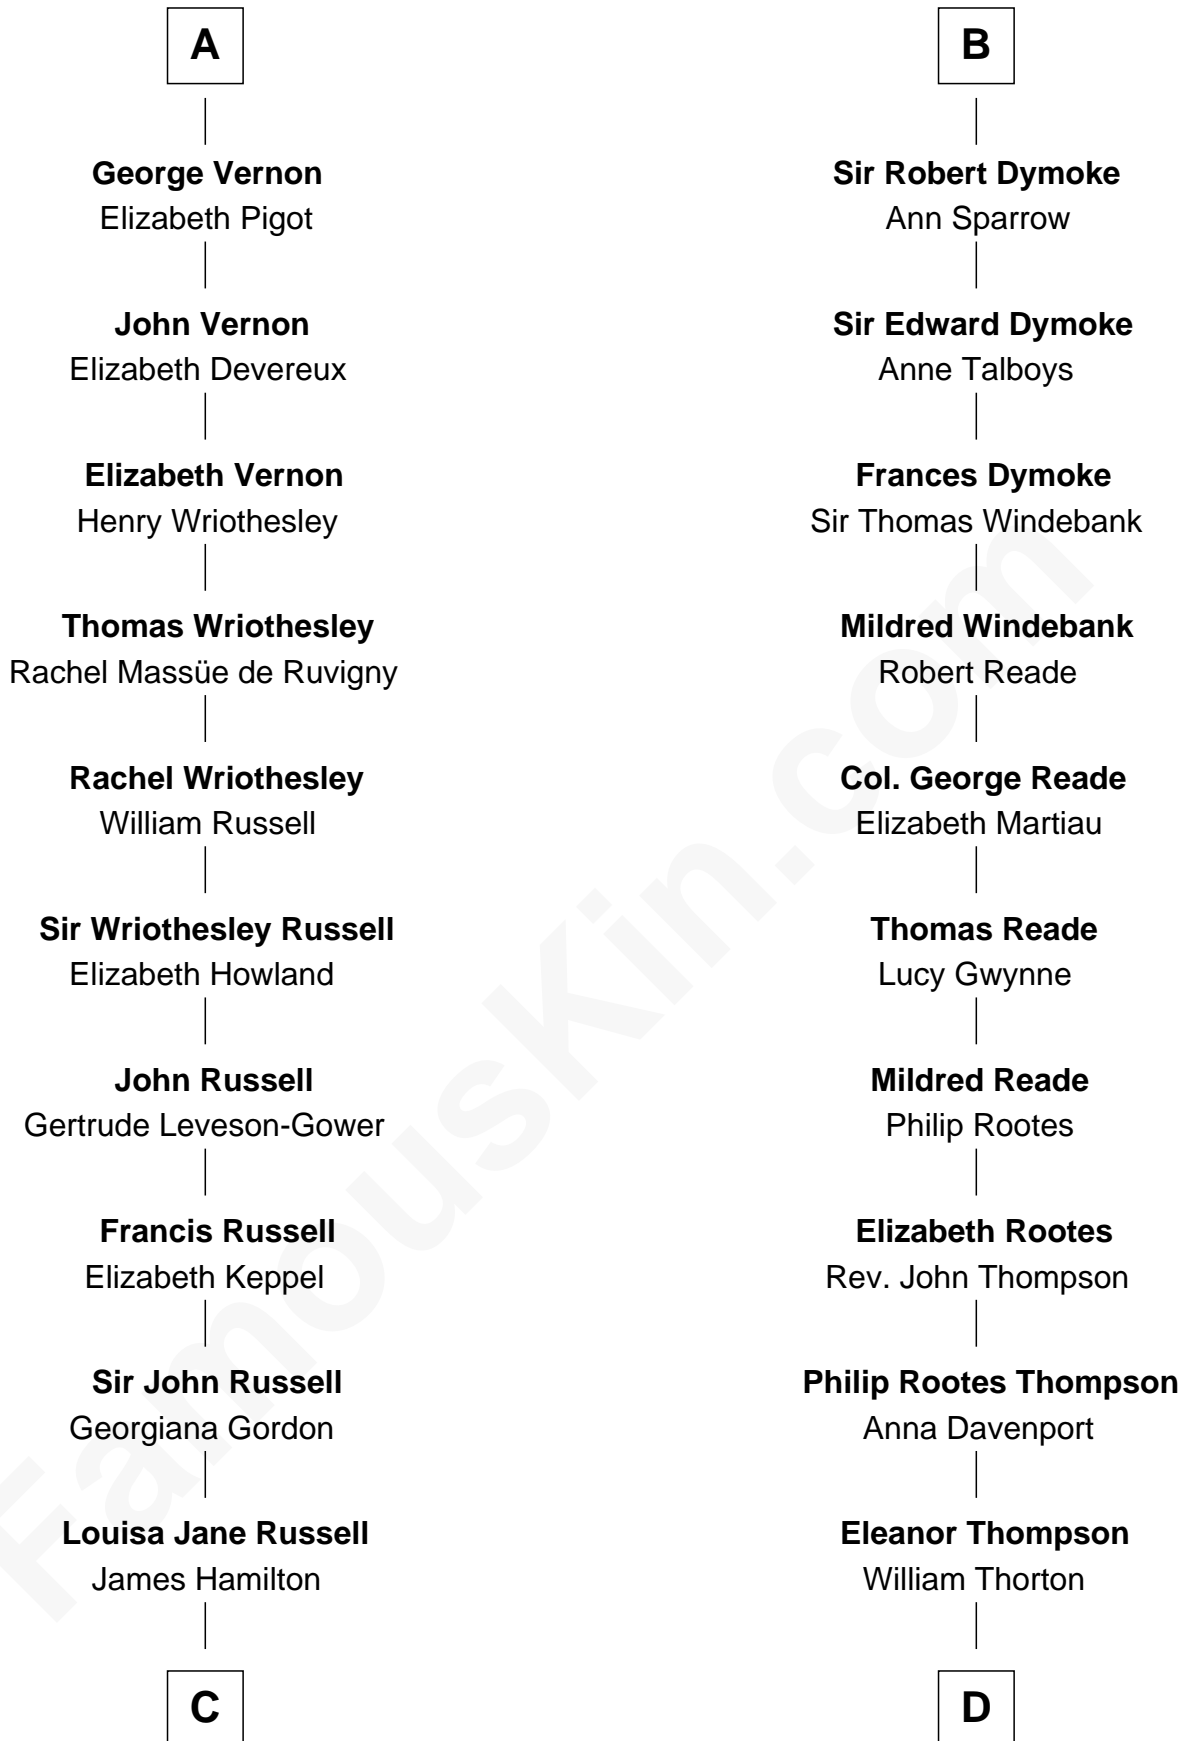 A
George Vernon
Elizabeth Pigot
John Vernon
Elizabeth Devereux
Elizabeth Vernon
Henry Wriothesley
Thomas Wriothesley
Rachel Massüe de Ruvigny
Rachel Wriothesley
William Russell
Sir Wriothesley Russell
Elizabeth Howland
John Russell
Gertrude Leveson-Gower
Francis Russell
Elizabeth Keppel
Sir John Russell
Georgiana Gordon
Louisa Jane Russell
James Hamilton
C
B
Sir Robert Dymoke
Ann Sparrow
Sir Edward Dymoke
Anne Talboys
Frances Dymoke
Sir Thomas Windebank
Mildred Windebank
Robert Reade
Col. George Reade
Elizabeth Martiau
Thomas Reade
Lucy Gwynne
Mildred Reade
Philip Rootes
Elizabeth Rootes
Rev. John Thompson
Philip Rootes Thompson
Anna Davenport
Eleanor Thompson
William Thorton
D
FamousKin.com